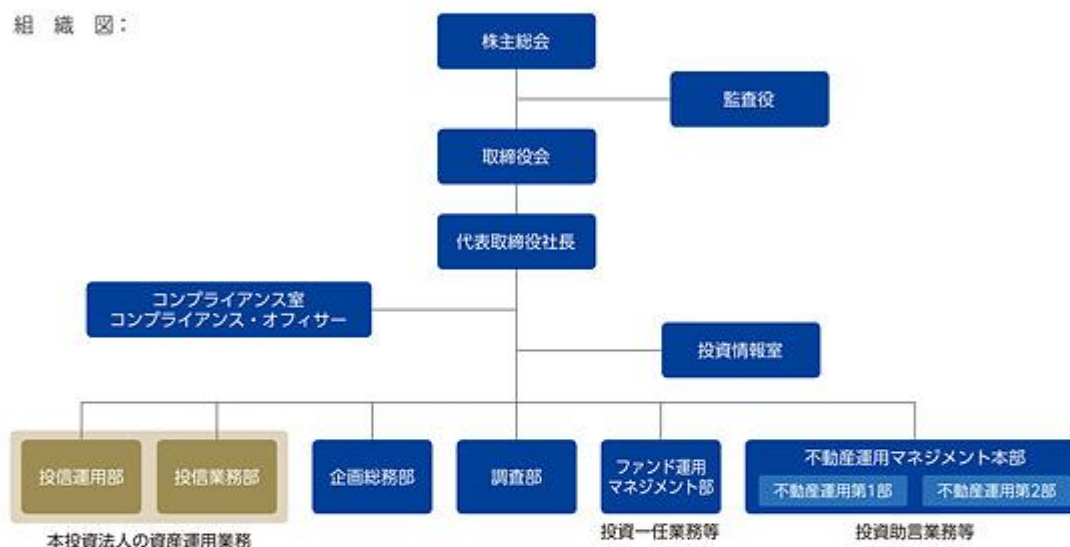 組 織 図：
株主総会
監査役
取締役会
代表取締役社長
コンプライアンス室
コンプライアンス・オフィサー
投資情報室
投信運用部
投信業務部
企画総務部
調査部
ファンド運用
マネジメント部
不動産運用マネジメント本部
不動産運用第1部
不動産運用第2部
本投資法人の資産運用業務
投資一任業務等
投資助言業務等